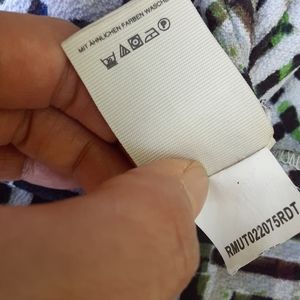 MIT ÄHNLICHEN FARBEN WASCHEN
RMUT022075RDT